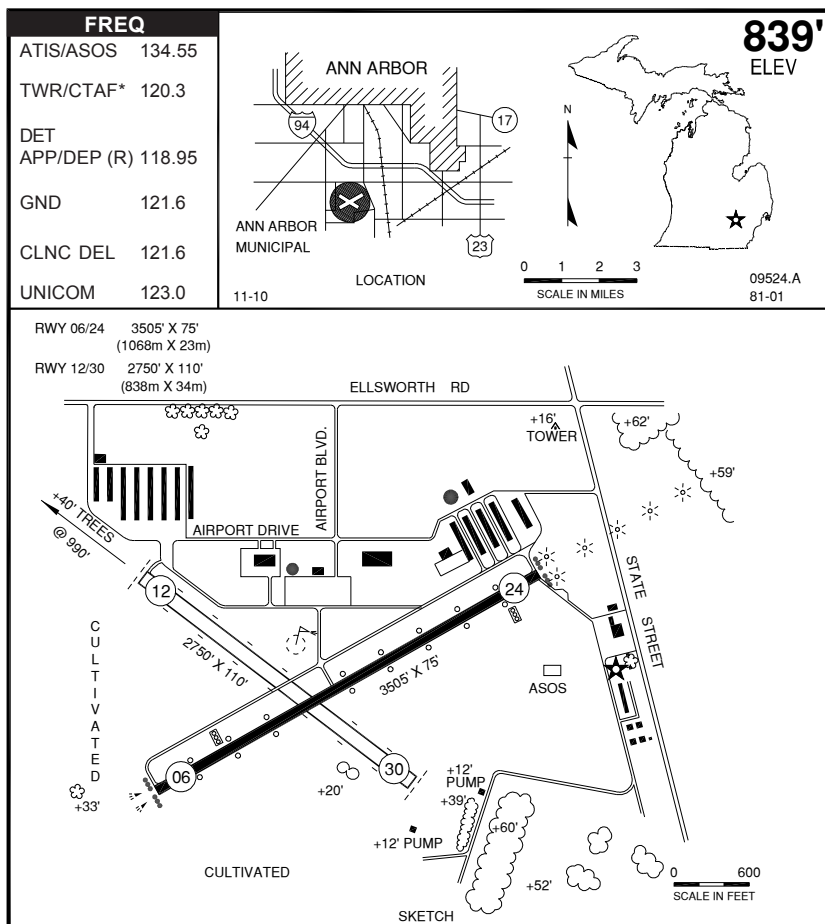 FREQ
ATIS/ASOS 134.55
TWR/CTAF* 120.3
DET
APP/DEP (R) 118.95
GND 121.6
CLNC DEL 121.6
UNICOM 123.0
ANN ARBOR
94
17
ANN ARBOR
MUNICIPAL
23
LOCATION
11-10
N
0 1 2 3
SCALE IN MILES
839'
ELEV
09524.A
81-01
RWY 06/24 3505' X 75'
(1068m X 23m)
RWY 12/30 2750' X 110'
(838m X 34m)
ELLSWORTH RD
+16'
TOWER
+62'
+59'
AIRPORT BLVD.
AIRPORT DRIVE
+40' TREES
@ 990'
12
24
STATE STREET
2750' X 110'
3505' X 75'
ASOS
CULTIVATED
06
30
+33'
+20'
+12'
PUMP
+39'
+12' PUMP
+60'
+52'
CULTIVATED
0 600
SCALE IN FEET
SKETCH